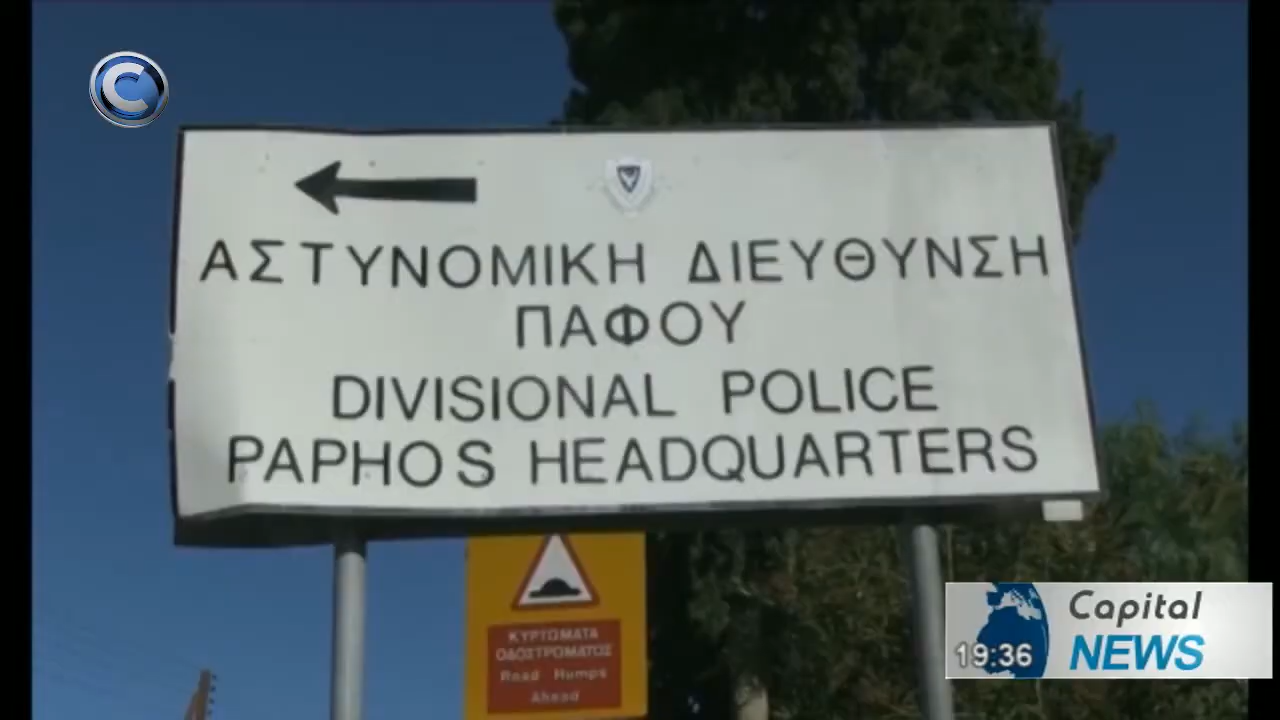 C
ΑΣΤΥΝΟΜΙΚΗ ΔΙΕΥΘΥΝΣΗ
ΠΑΦΟΥ
DIVISIONAL POLICE
PAPHOS HEADQUARTERS
ΚΥΡΤΩΜΑΤΑ
ΟΔΟΣΤΡΩΜΑΤΟΣ
Road Humps
Ahead
Capital
19:36 NEWS